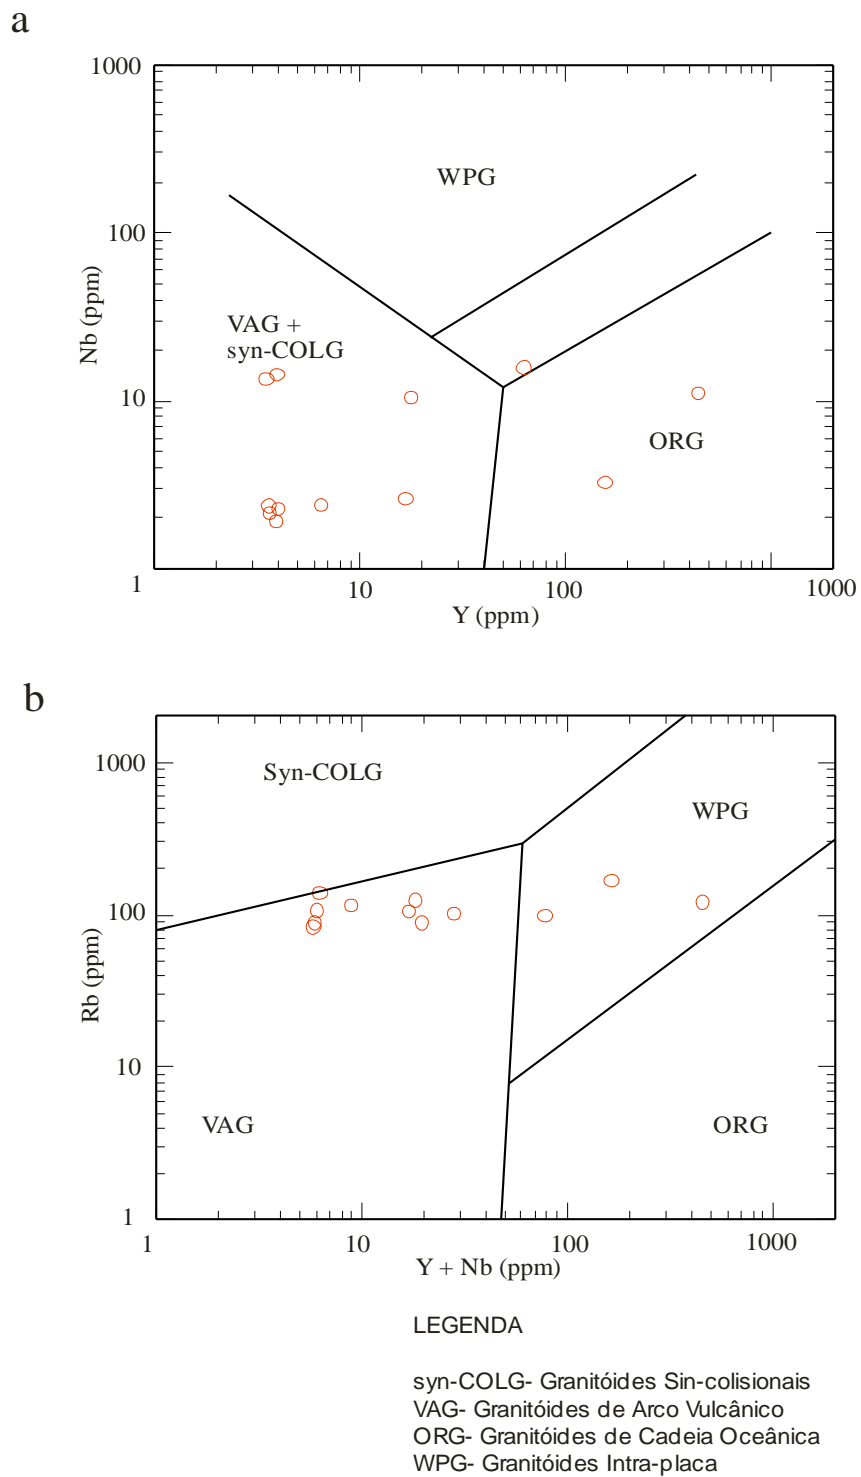 a
1000
WPG
100
Nb (ppm)
VAG +
syn-COLG
10
ORG
1
10
100
1000
Y (ppm)
b
1000
Syn-COLG
WPG
100
Rb (ppm)
10
VAG
ORG
1
1
10
100
1000
Y + Nb (ppm)
LEGENDA
syn-COLG- Granitóides Sin-colisionais
VAG- Granitóides de Arco Vulcânico
ORG- Granitóides de Cadeia Oceânica
WPG- Granitóides Intra-placa